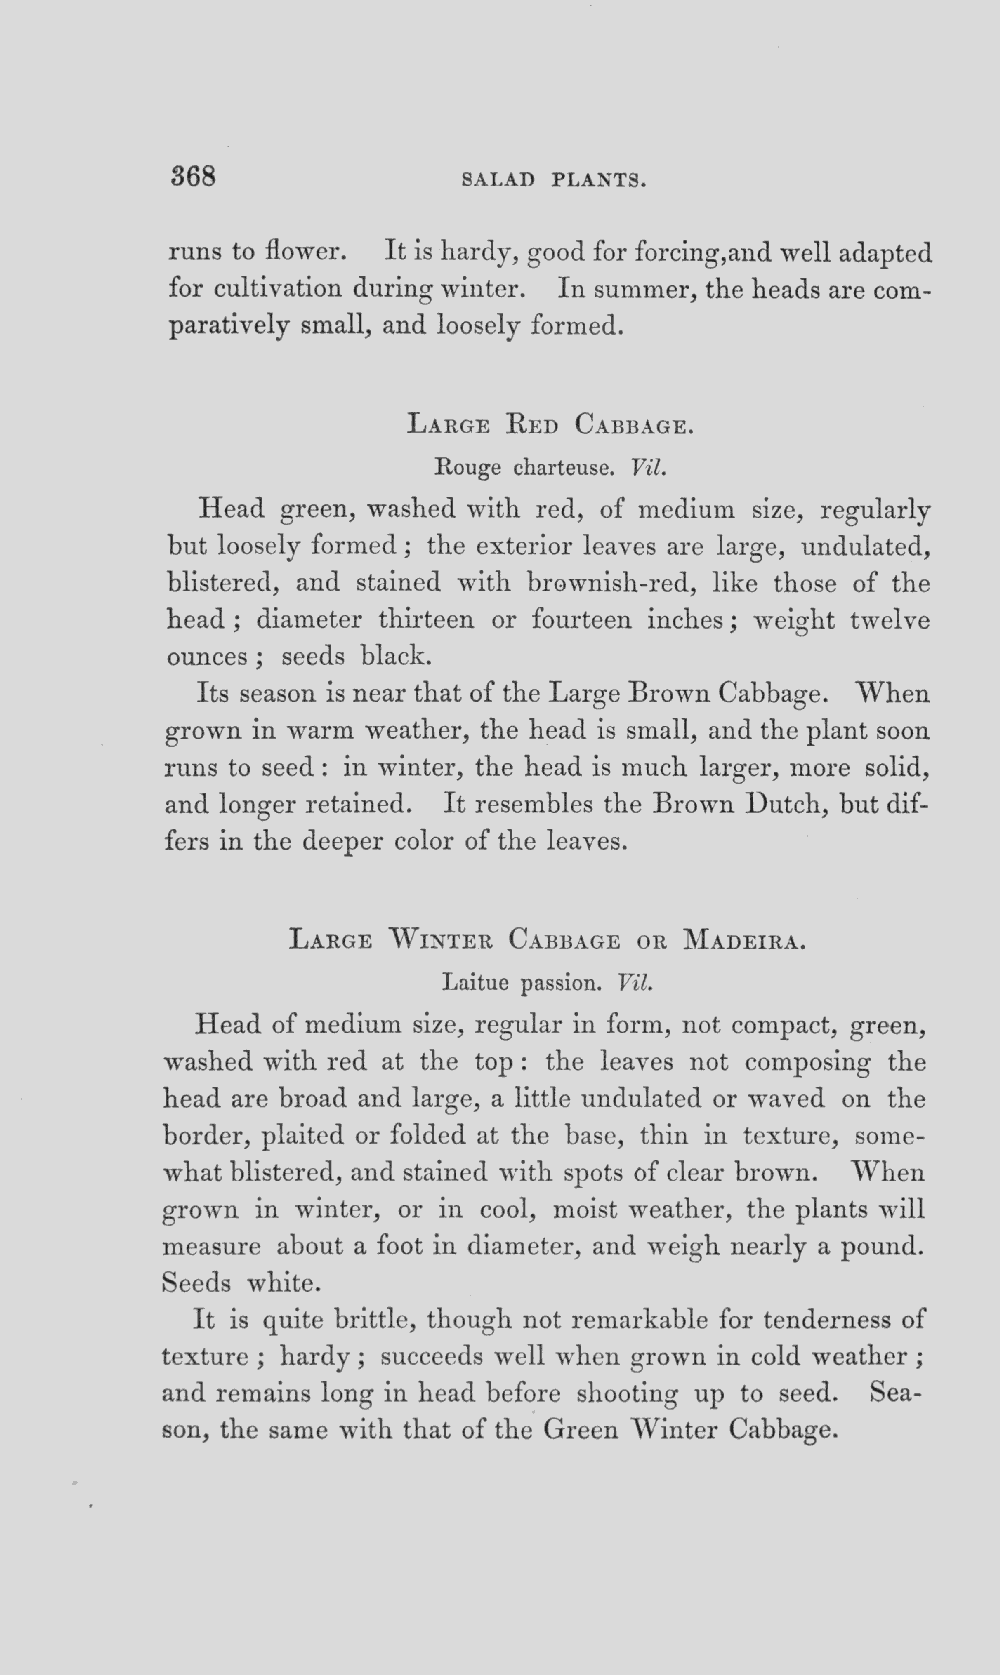 368 SALAD PLANTS.
runs to flower. It is hardy, good for forcing,and well adapted
for cultivation during winter. In summer, the heads are com-
paratively small, and loosely formed.
LARGE RED CABBAGE.
Rouge charteuse. Vil.
Head green, washed with red, of medium size, regularly
but loosely formed ; the exterior leaves are large, undulated,
blistered, and stained with brownish-red, like those of the
head ; diameter thirteen or fourteen inches ; weight twelve
ounces ; seeds black.
Its season is near that of the Large Brown Cabbage. When
grown in warm weather, the head is small, and the plant soon
runs to seed : in winter, the head is much larger, more solid,
and longer retained. It resembles the Brown Dutch, but dif-
fers in the deeper color of the leaves.
LARGE WINTER CABBAGE OR MADEIRA.
Laitue passion. Vil.
Head of medium size, regular in form, not compact, green,
washed with red at the top : the leaves not composing the
head are broad and large, a little undulated or waved on the
border, plaited or folded at the base, thin in texture, some-
what blistered, and stained with spots of clear brown. When
grown in winter, or in cool, moist weather, the plants will
measure about a foot in diameter, and weigh nearly a pound.
Seeds white.
It is quite brittle, though not remarkable for tenderness of
texture ; hardy ; succeeds well when grown in cold weather ;
and remains long in head before shooting up to seed. Sea-
son, the same with that of the Green Winter Cabbage.